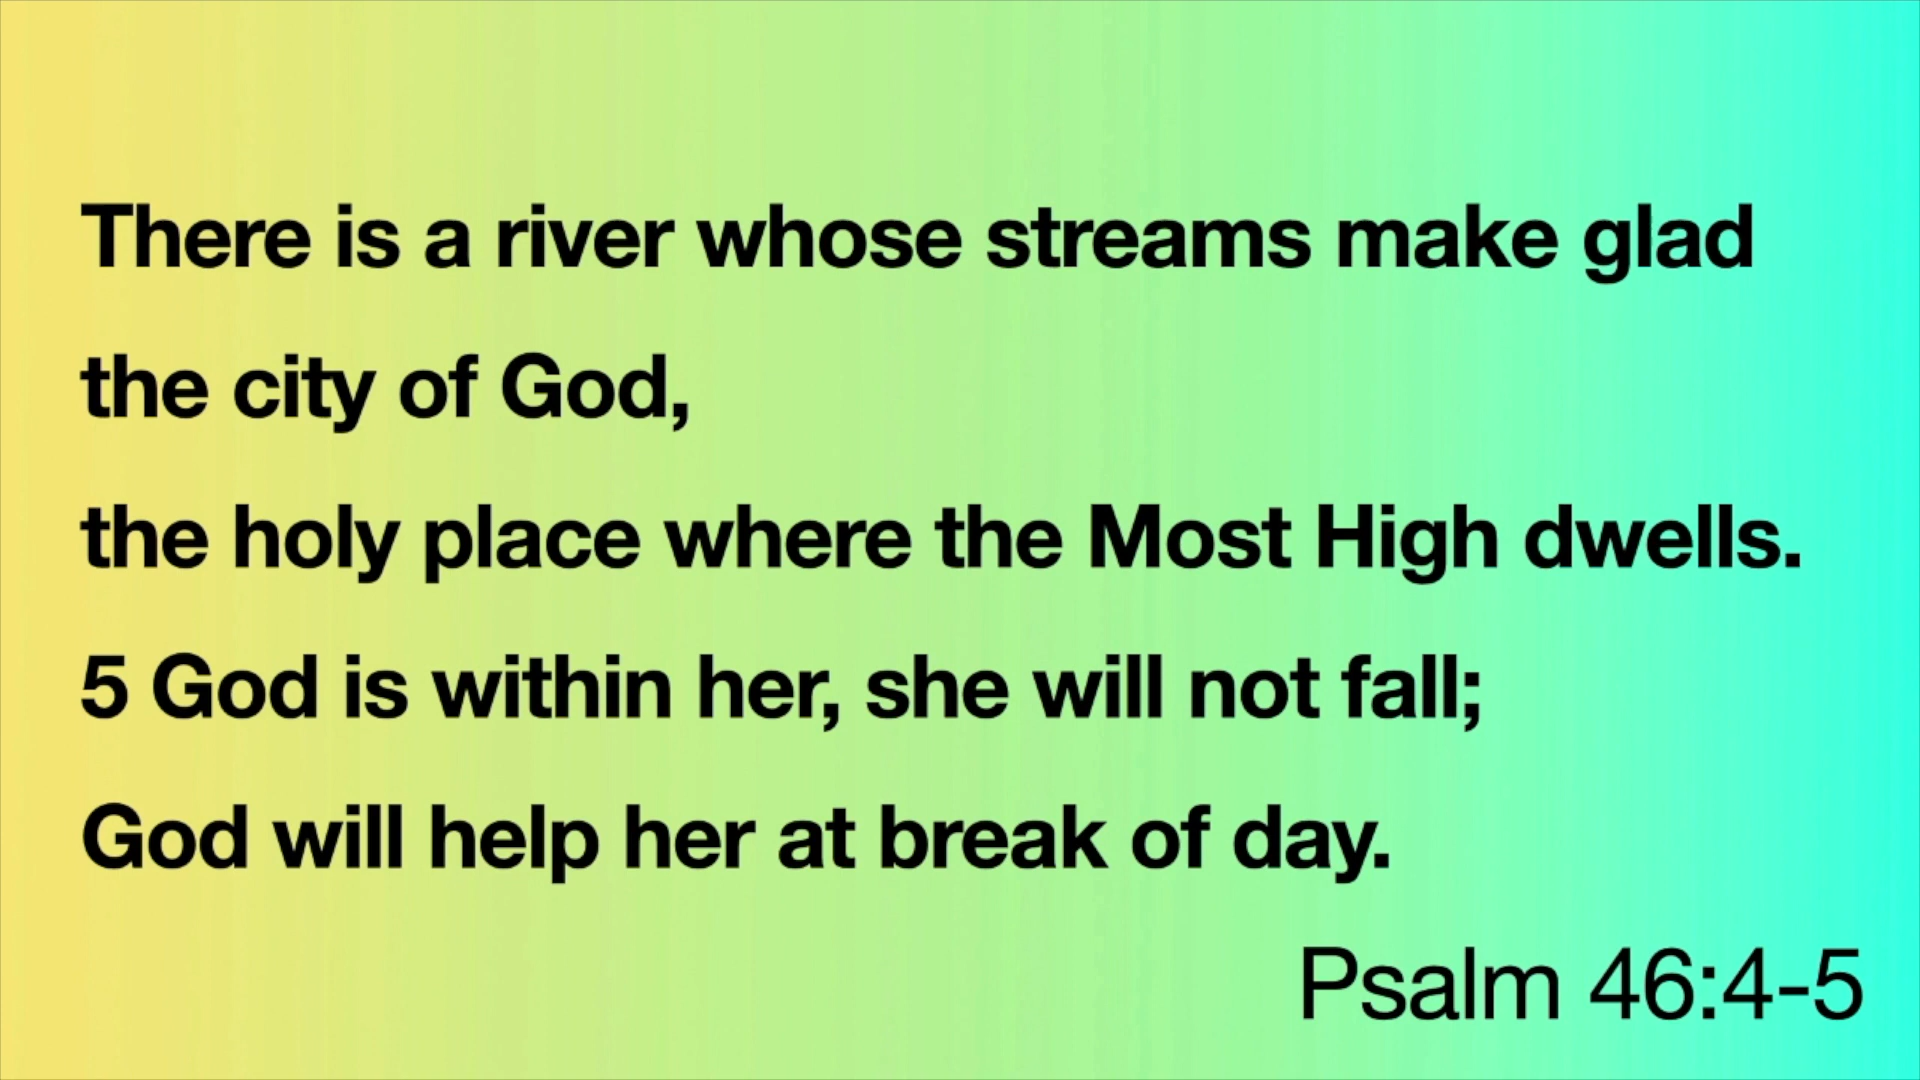 There is a river whose streams make glad
the city of God,
the holy place where the Most High dwells.
5 God is within her, she will not fall;
God will help her at break of day.
Psalm 46:4-5